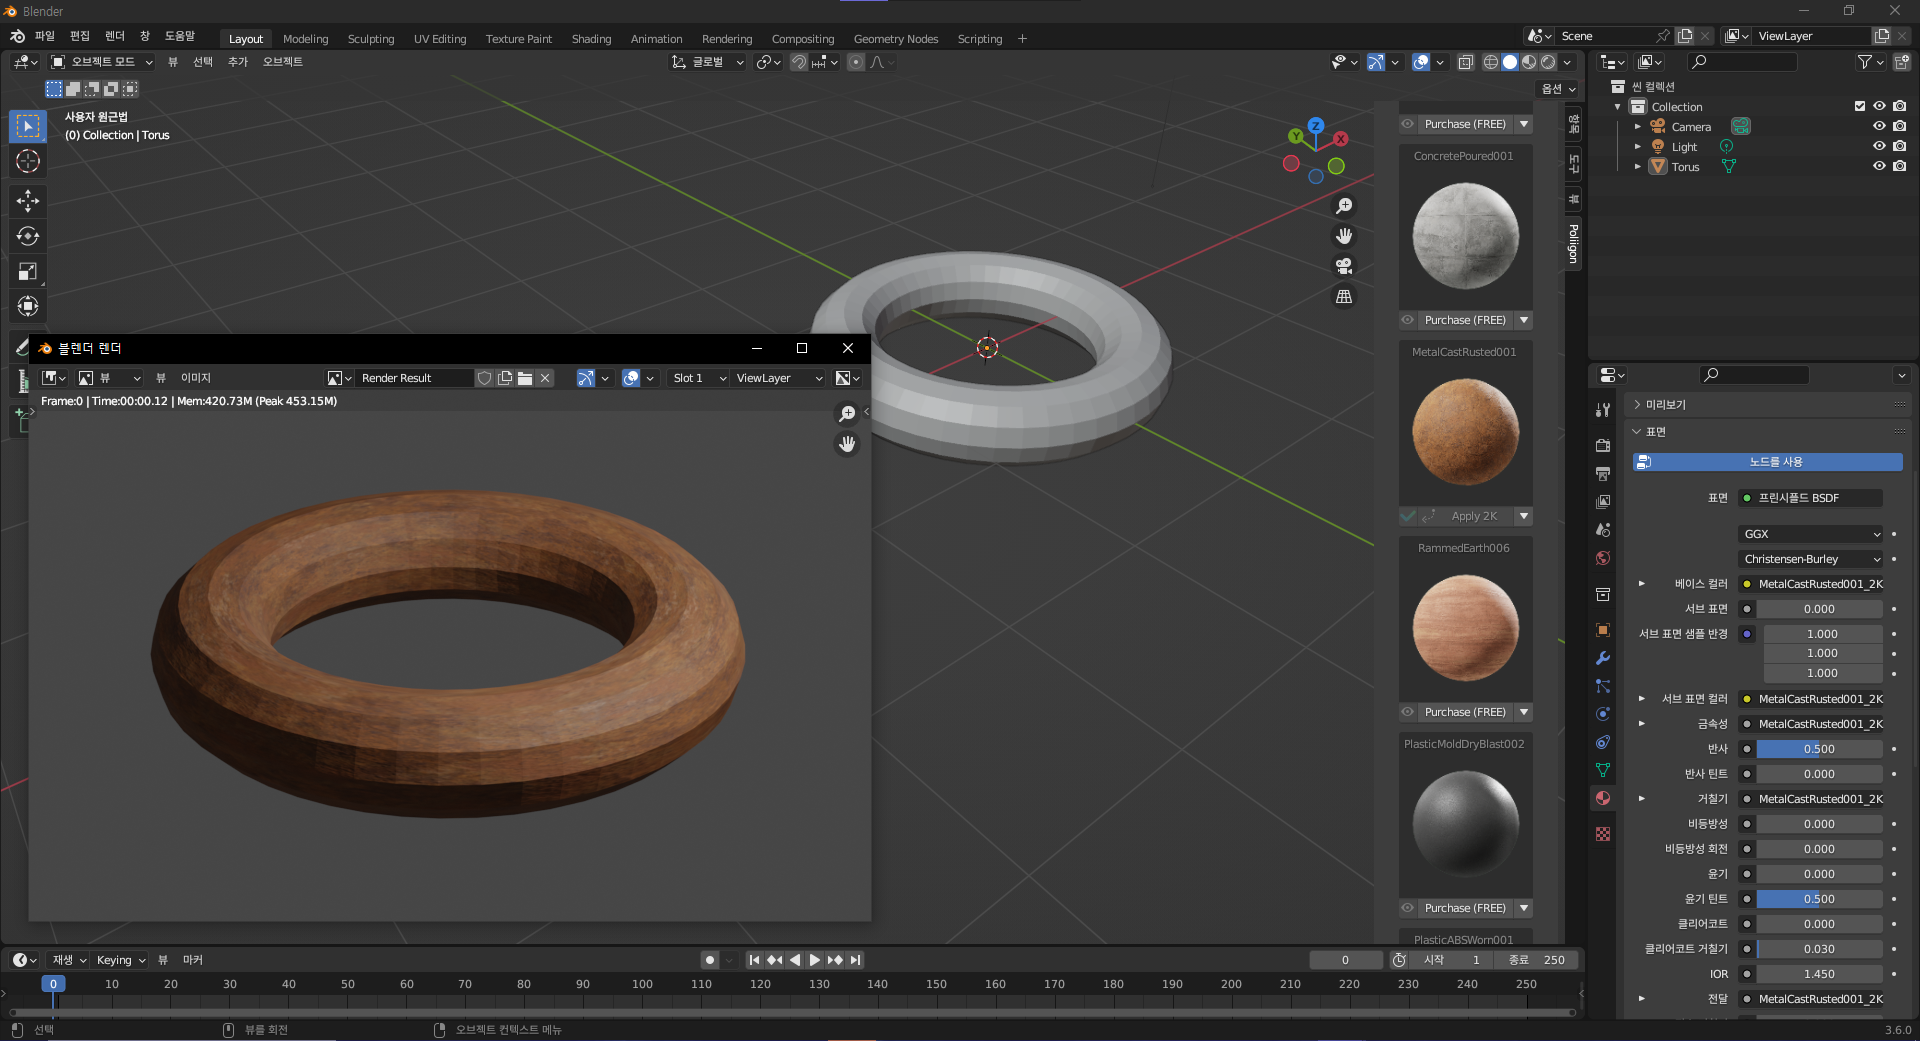 Blender
파일 편집 렌더 창 도움말 Layout Modeling Sculpting UV Editing Texture Paint Shading Animation Rendering Compositing Geometry Nodes Scripting +
Scene
ViewLayer
오브젝트 모드 뷰 선택 추가 오브젝트
글로벌
옵션
사용자 원근법
(0) Collection | Torus
Z
Y
X
항목
도구
뷰
Poliigon
Purchase (FREE)
ConcretePoured001
Purchase (FREE)
MetalCastRusted001
Apply 2K
RammedEarth006
Purchase (FREE)
PlasticMoldDryBlast002
Purchase (FREE)
PlasticABSWorn001
씬 컬렉션
Collection
Camera
Light
Torus
블렌더 렌더
뷰 뷰 이미지 Render Result Slot 1 ViewLayer
Frame:0 | Time:00:00.12 | Mem:420.73M (Peak 453.15M)
미리보기
표면
노드를 사용
표면 프린시플드 BSDF
GGX
Christensen-Burley
베이스 컬러 MetalCastRusted001_2K
서브 표면 0.000
서브 표면 샘플 반경 1.000
1.000
1.000
서브 표면 컬러 MetalCastRusted001_2K
금속성 MetalCastRusted001_2K
반사 0.500
반사 틴트 0.000
거칠기 MetalCastRusted001_2K
비등방성 0.000
비등방성 회전 0.000
윤기 0.000
윤기 틴트 0.500
클리어코트 0.000
클리어코트 거칠기 0.030
IOR 1.450
전달 MetalCastRusted001_2K
재생 Keying 뷰 마커
0 시작 1 종료 250
0 10 20 30 40 50 60 70 80 90 100 110 120 130 140 150 160 170 180 190 200 210 220 230 240 250
선택 뷰를 회전 오브젝트 컨텍스트 메뉴
3.6.0